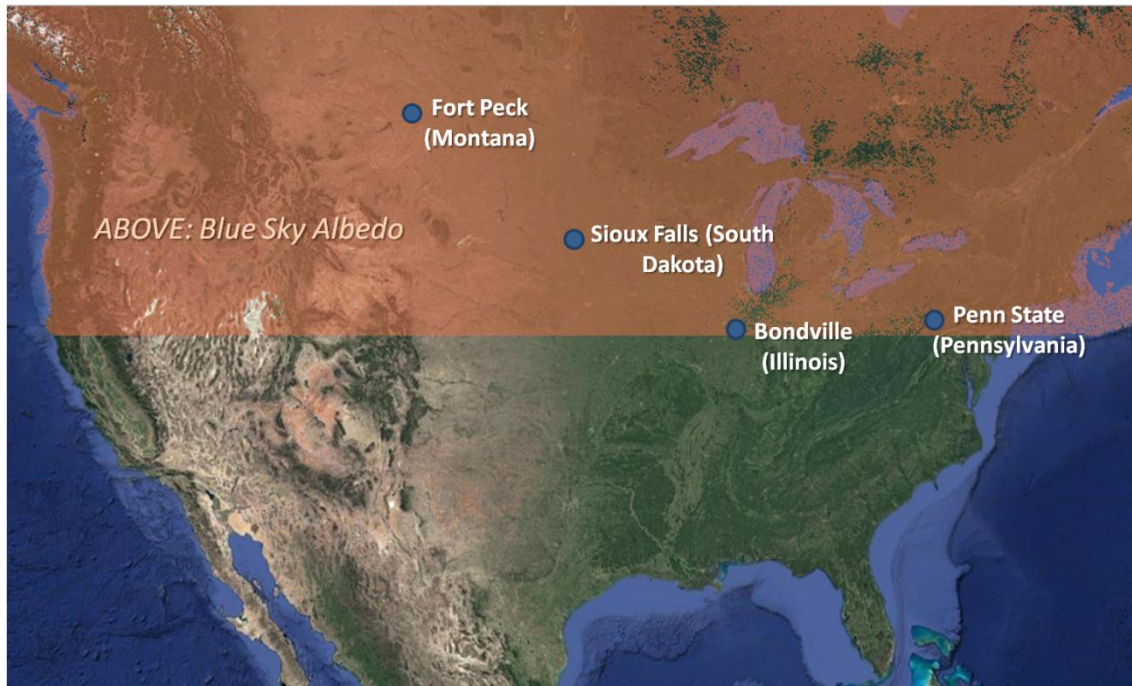 Fort Peck
(Montana)
ABOVE: Blue Sky Albedo
Sioux Falls (South
Dakota)
Penn State
(Pennsylvania)
Bondville
(Illinois)